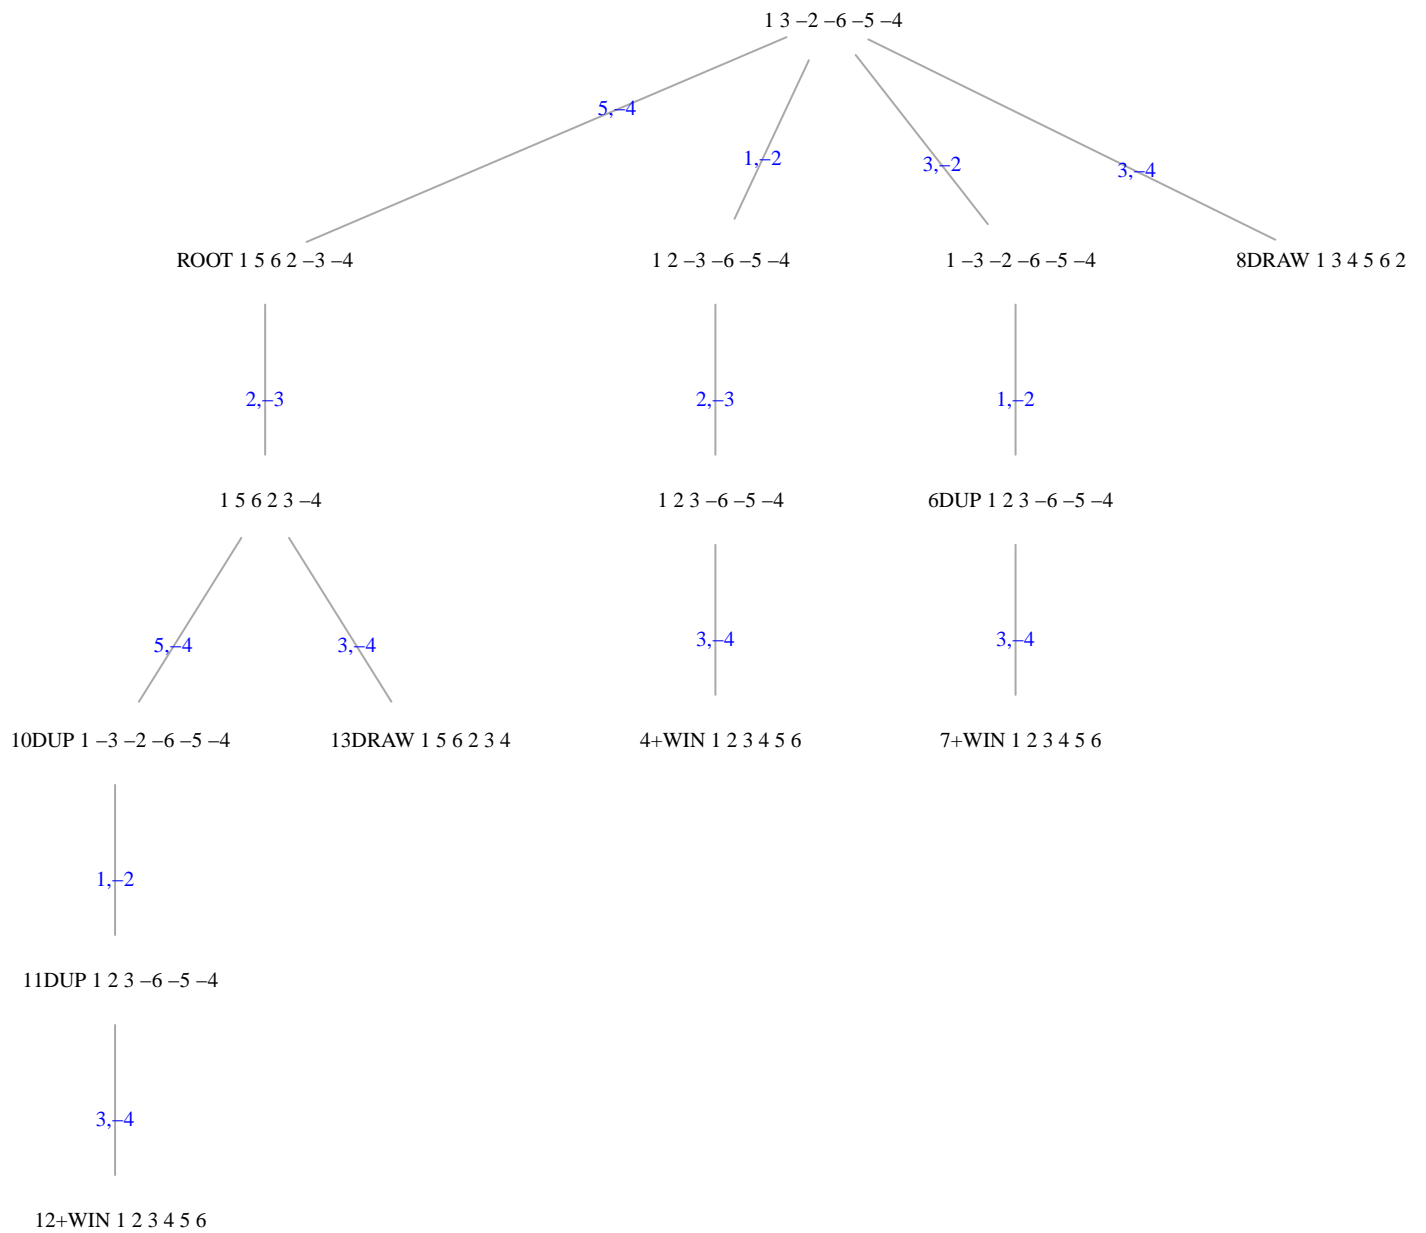 1 3 –2 –6 –5 –4
5,–4
1,–2
3,–2
3,–4
ROOT 1 5 6 2 –3 –4
1 2 –3 –6 –5 –4
1 –3 –2 –6 –5 –4
8DRAW 1 3 4 5 6 2
2,–3
2,–3
1,–2
1 5 6 2 3 –4
1 2 3 –6 –5 –4
6DUP 1 2 3 –6 –5 –4
5,–4
3,–4
3,–4
3,–4
10DUP 1 –3 –2 –6 –5 –4
13DRAW 1 5 6 2 3 4
4+WIN 1 2 3 4 5 6
7+WIN 1 2 3 4 5 6
1,–2
11DUP 1 2 3 –6 –5 –4
3,–4
12+WIN 1 2 3 4 5 6